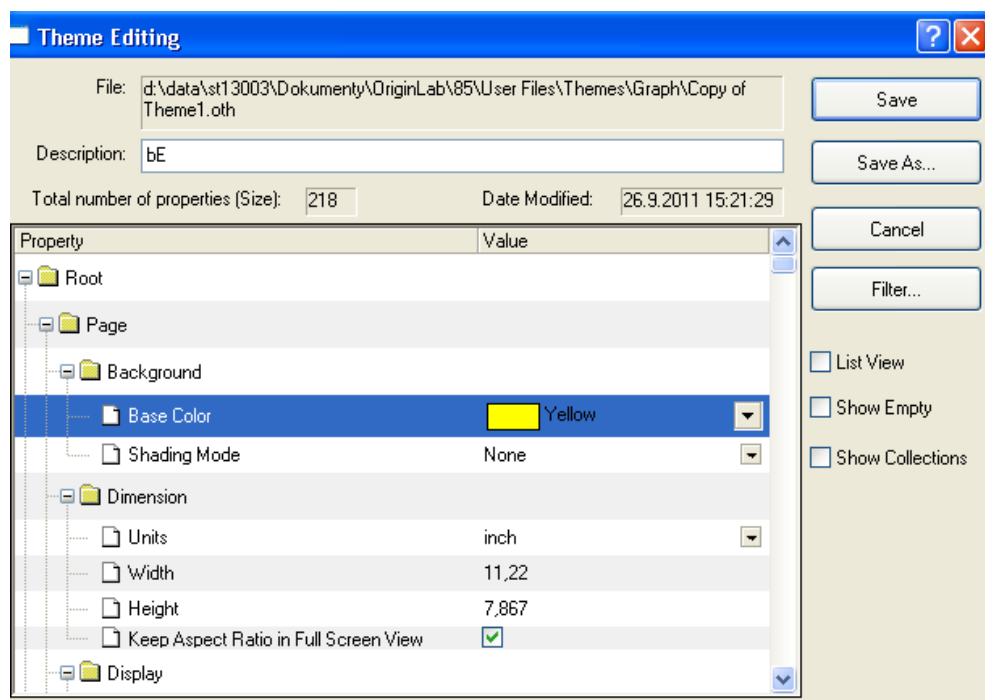 Theme Editing
File: d:\data\st13003\Dokumenty\OriginLab\85\User Files\Themes\Graph\Copy of
Theme1.oth
Save
Description: bE
Save As...
Total number of properties (Size): 218 Date Modified: 26.9.2011 15:21:29
Cancel
Property Value
Root
Filter...
Page
Background
List View
Base Color Yellow
Show Empty
Shading Mode None
Show Collections
Dimension
Units inch
Width 11,22
Height 7,867
Keep Aspect Ratio in Full Screen View
Display